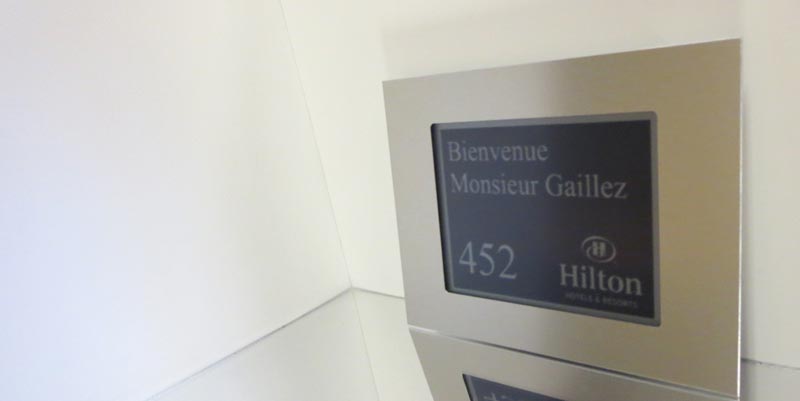 Bienvenue
Monsieur Gaillez
452
H
Hilton
HOTELS & RESORTS